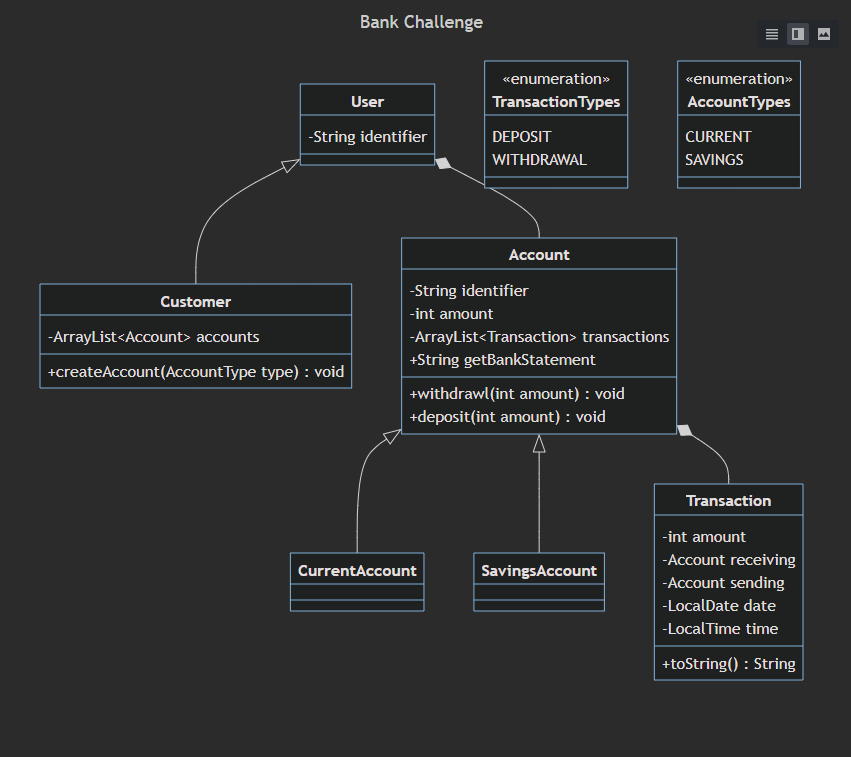 Bank Challenge
User
-String identifier
«enumeration»
TransactionTypes
DEPOSIT
WITHDRAWAL
«enumeration»
AccountTypes
CURRENT
SAVINGS
Customer
-ArrayList<Account> accounts
+createAccount(AccountType type) : void
Account
-String identifier
-int amount
-ArrayList<Transaction> transactions
+String getBankStatement
+withdrawl(int amount) : void
+deposit(int amount) : void
CurrentAccount
SavingsAccount
Transaction
-int amount
-Account receiving
-Account sending
-LocalDate date
-LocalTime time
+toString() : String